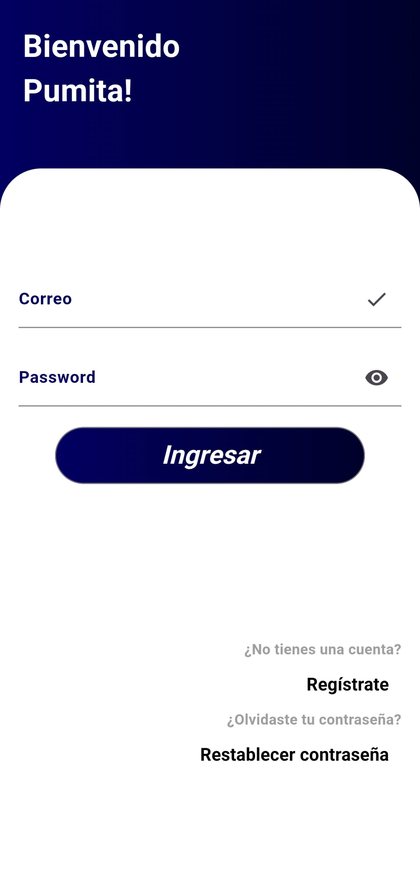 Bienvenido
Pumita!
Correo
Password
Ingresar
¿No tienes una cuenta?
Regístrate
¿Olvidaste tu contraseña?
Restablecer contraseña